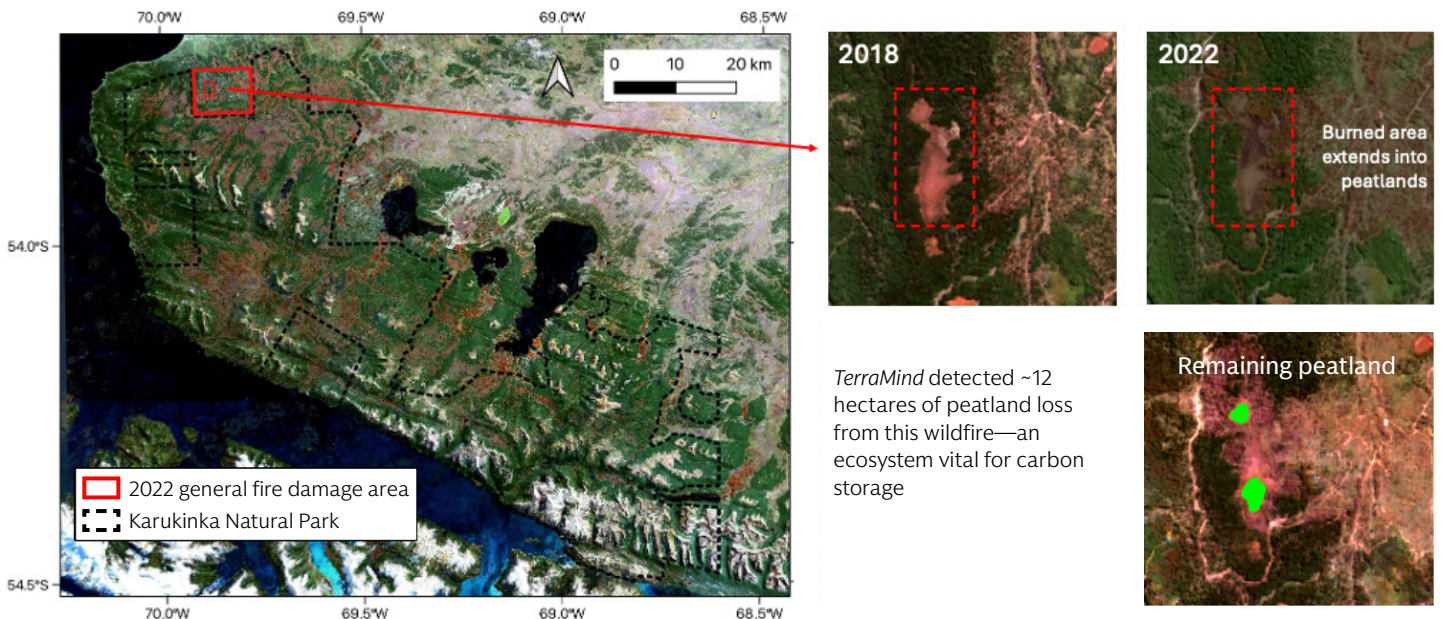 70.0°W
69.5°W
69.0°W
68.5°W
0
10
20 km
54.0°S
54.5°S
2022 general fire damage area
Karukinka Natural Park
70.0°W
69.5°W
69.0°W
68.5°W
2018
2022
Burned area
extends into
peatlands
TerraMind detected ~12
hectares of peatland loss
from this wildfire—an
ecosystem vital for carbon
storage
Remaining peatland